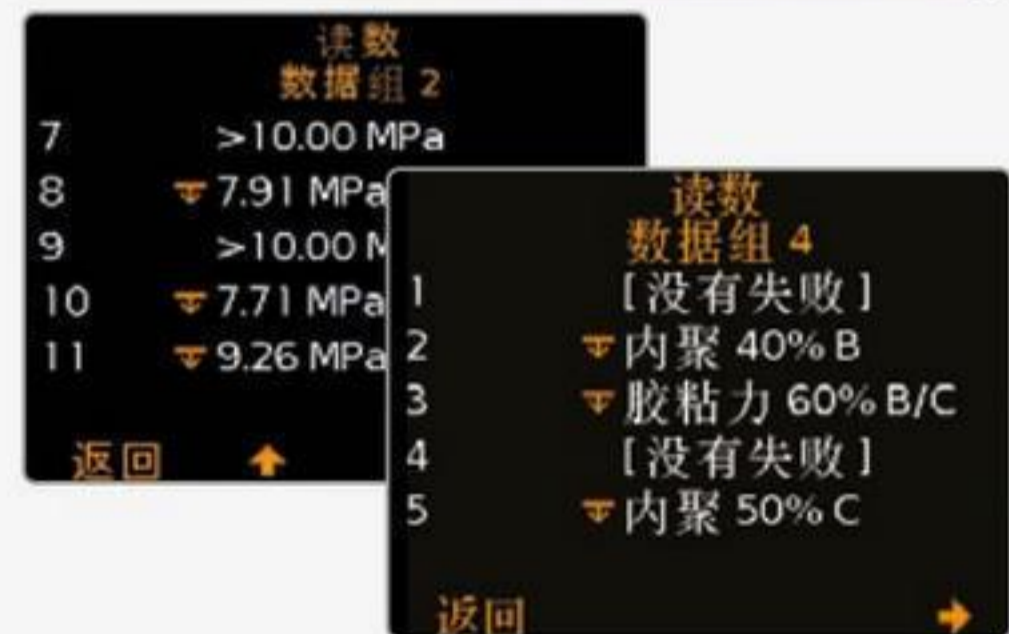 读数
数据组 2
7 >10.00 MPa
8 7.91 MPa
9 >10.00 M
10 7.71 MPa
11 9.26 MPa
返回
读数
数据组 4
1 [没有失败]
2 内聚 40% B
3 胶粘力 60% B/C
4 [没有失败]
5 内聚 50% C
返回